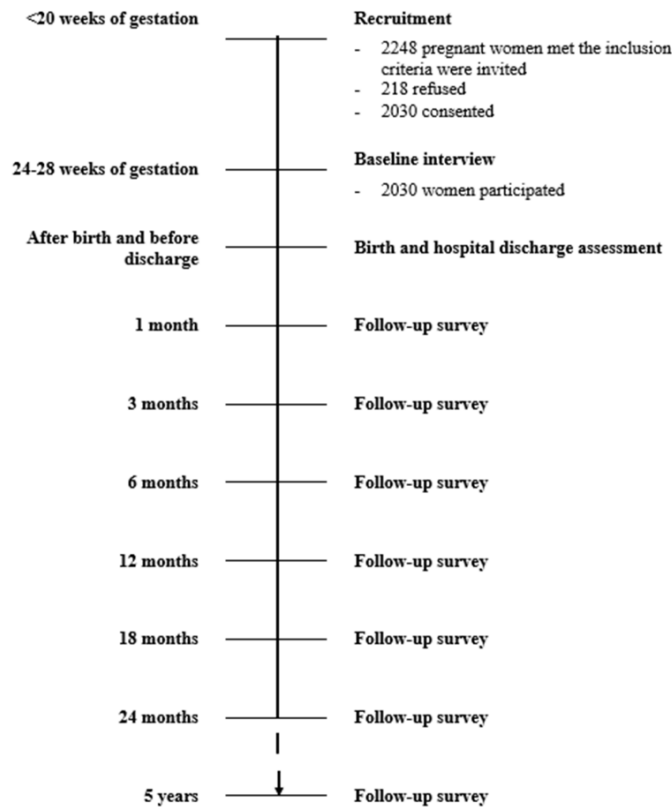 <20 weeks of gestation
Recruitment
- 2248 pregnant women met the inclusion
criteria were invited
- 218 refused
- 2030 consented
24-28 weeks of gestation
Baseline interview
- 2030 women participated
After birth and before
discharge
Birth and hospital discharge assessment
1 month
Follow-up survey
3 months
Follow-up survey
6 months
Follow-up survey
12 months
Follow-up survey
18 months
Follow-up survey
24 months
Follow-up survey
5 years
Follow-up survey